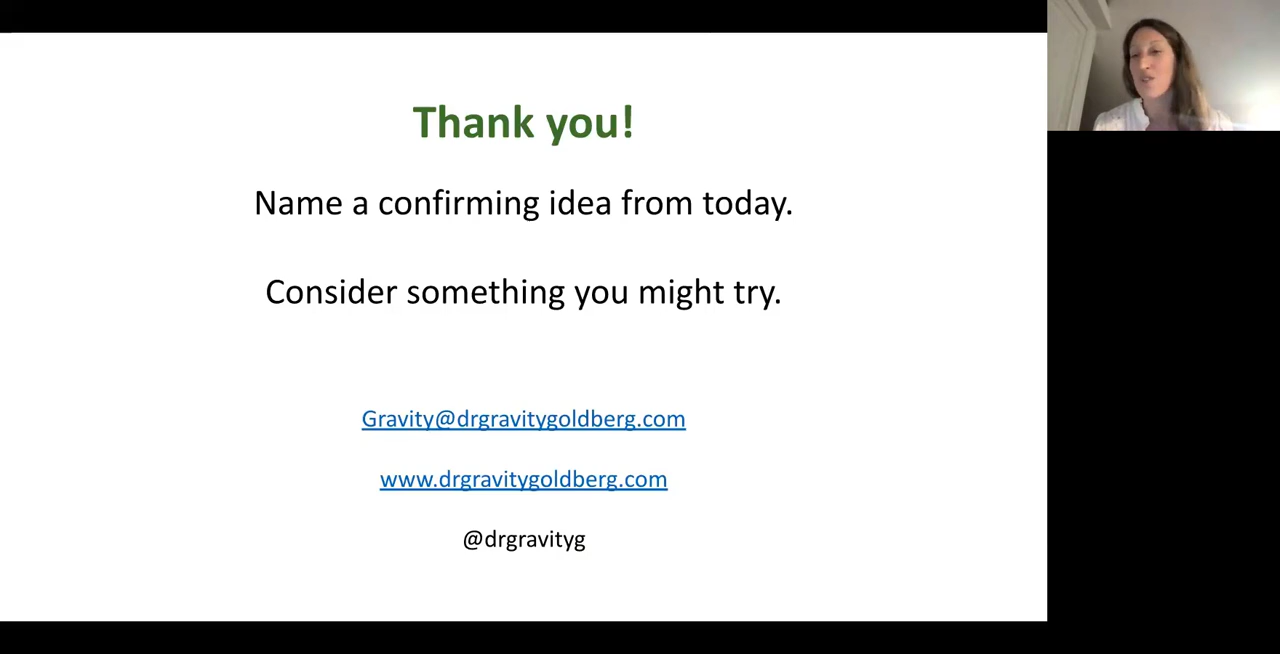 Thank you!
Name a confirming idea from today.
Consider something you might try.
Gravity@drgravitygoldberg.com
www.drgravitygoldberg.com
@drgravityg